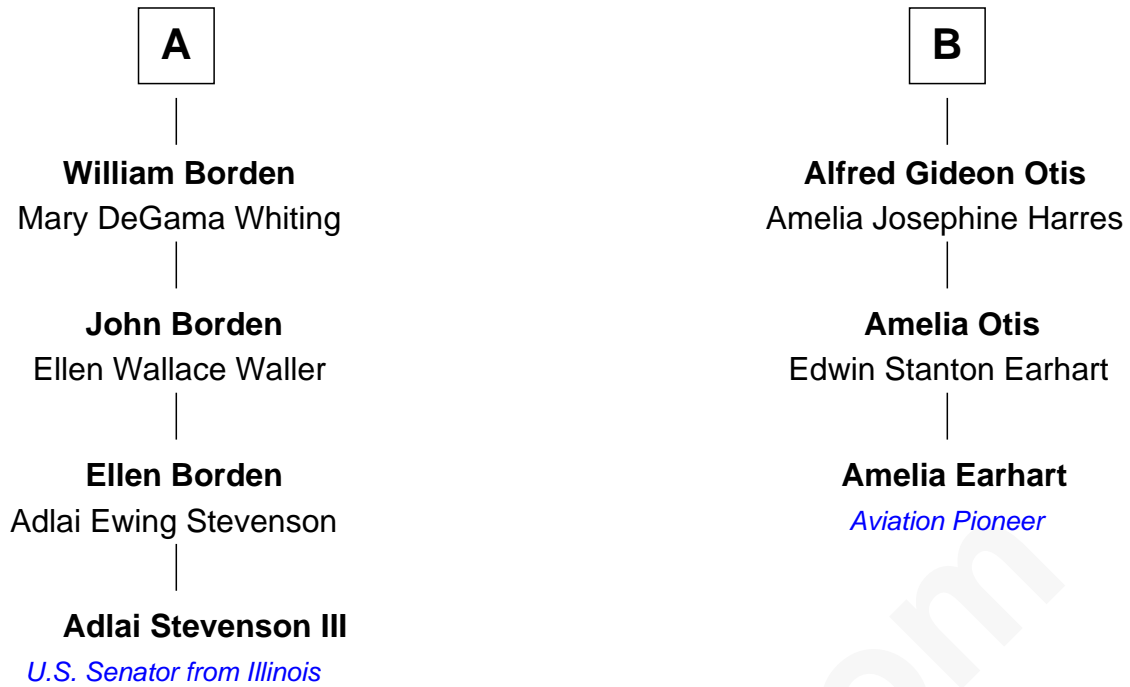 A
William Borden
Mary DeGama Whiting
John Borden
Ellen Wallace Waller
Ellen Borden
Adlai Ewing Stevenson
Adlai Stevenson III
U.S. Senator from Illinois
B
Alfred Gideon Otis
Amelia Josephine Harres
Amelia Otis
Edwin Stanton Earhart
Amelia Earhart
Aviation Pioneer
om